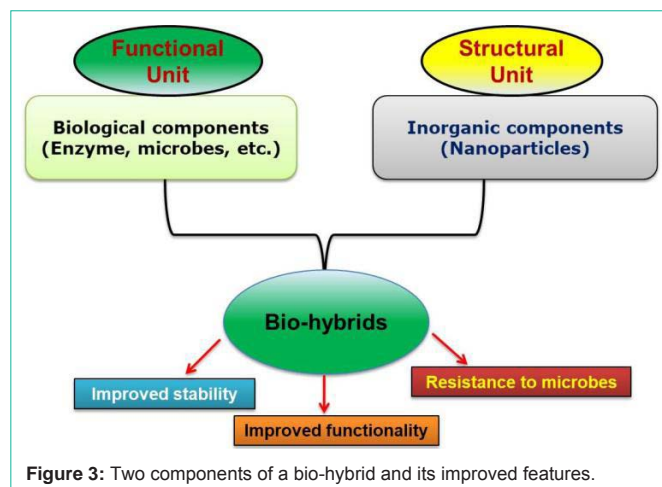 Functional
Unit
Structural
Unit
Biological components
(Enzyme, microbes, etc.)
Inorganic components
(Nanoparticles)
Bio-hybrids
Improved stability
Resistance to microbes
Improved functionality
Figure 3: Two components of a bio-hybrid and its improved features.